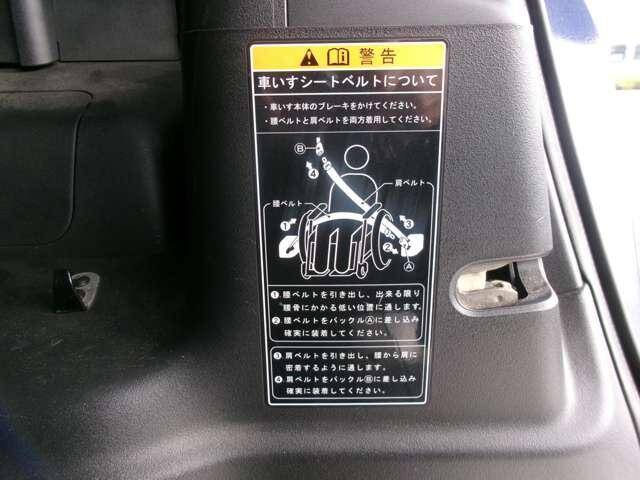 警告
車いすシートベルトについて
・車いす本体のブレーキをかけてください。
・腰ベルトと肩ベルトを両方着用してください。
Ⓑ
④
肩ベルト
腰ベルト
①
③
②
Ⓐ
❶腰ベルトを引き出し、出来る限り
腰骨にかかる低い位置に通します。
❷腰ベルトをバックルⒶに差し込み
確実に装着してください。
❸肩ベルトを引き出し、腰から肩に
密着するように通します。
❹肩ベルトをバックルⒷに差し込み
確実に装着してください。